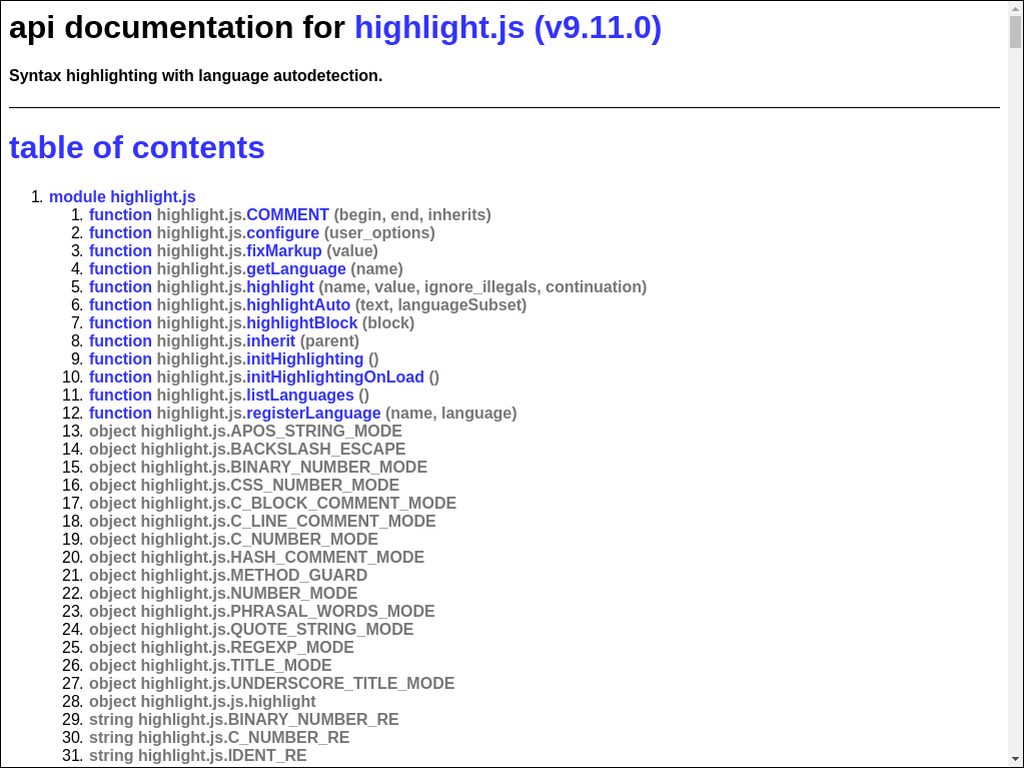 api documentation for highlight.js (v9.11.0)
Syntax highlighting with language autodetection.
table of contents
1. module highlight.js
1. function highlight.js.COMMENT (begin, end, inherits)
2. function highlight.js.configure (user_options)
3. function highlight.js.fixMarkup (value)
4. function highlight.js.getLanguage (name)
5. function highlight.js.highlight (name, value, ignore_illegals, continuation)
6. function highlight.js.highlightAuto (text, languageSubset)
7. function highlight.js.highlightBlock (block)
8. function highlight.js.inherit (parent)
9. function highlight.js.initHighlighting ()
10. function highlight.js.initHighlightingOnLoad ()
11. function highlight.js.listLanguages ()
12. function highlight.js.registerLanguage (name, language)
13. object highlight.js.APOS_STRING_MODE
14. object highlight.js.BACKSLASH_ESCAPE
15. object highlight.js.BINARY_NUMBER_MODE
16. object highlight.js.CSS_NUMBER_MODE
17. object highlight.js.C_BLOCK_COMMENT_MODE
18. object highlight.js.C_LINE_COMMENT_MODE
19. object highlight.js.C_NUMBER_MODE
20. object highlight.js.HASH_COMMENT_MODE
21. object highlight.js.METHOD_GUARD
22. object highlight.js.NUMBER_MODE
23. object highlight.js.PHRASAL_WORDS_MODE
24. object highlight.js.QUOTE_STRING_MODE
25. object highlight.js.REGEXP_MODE
26. object highlight.js.TITLE_MODE
27. object highlight.js.UNDERSCORE_TITLE_MODE
28. object highlight.js.js.highlight
29. string highlight.js.BINARY_NUMBER_RE
30. string highlight.js.C_NUMBER_RE
31. string highlight.js.IDENT_RE